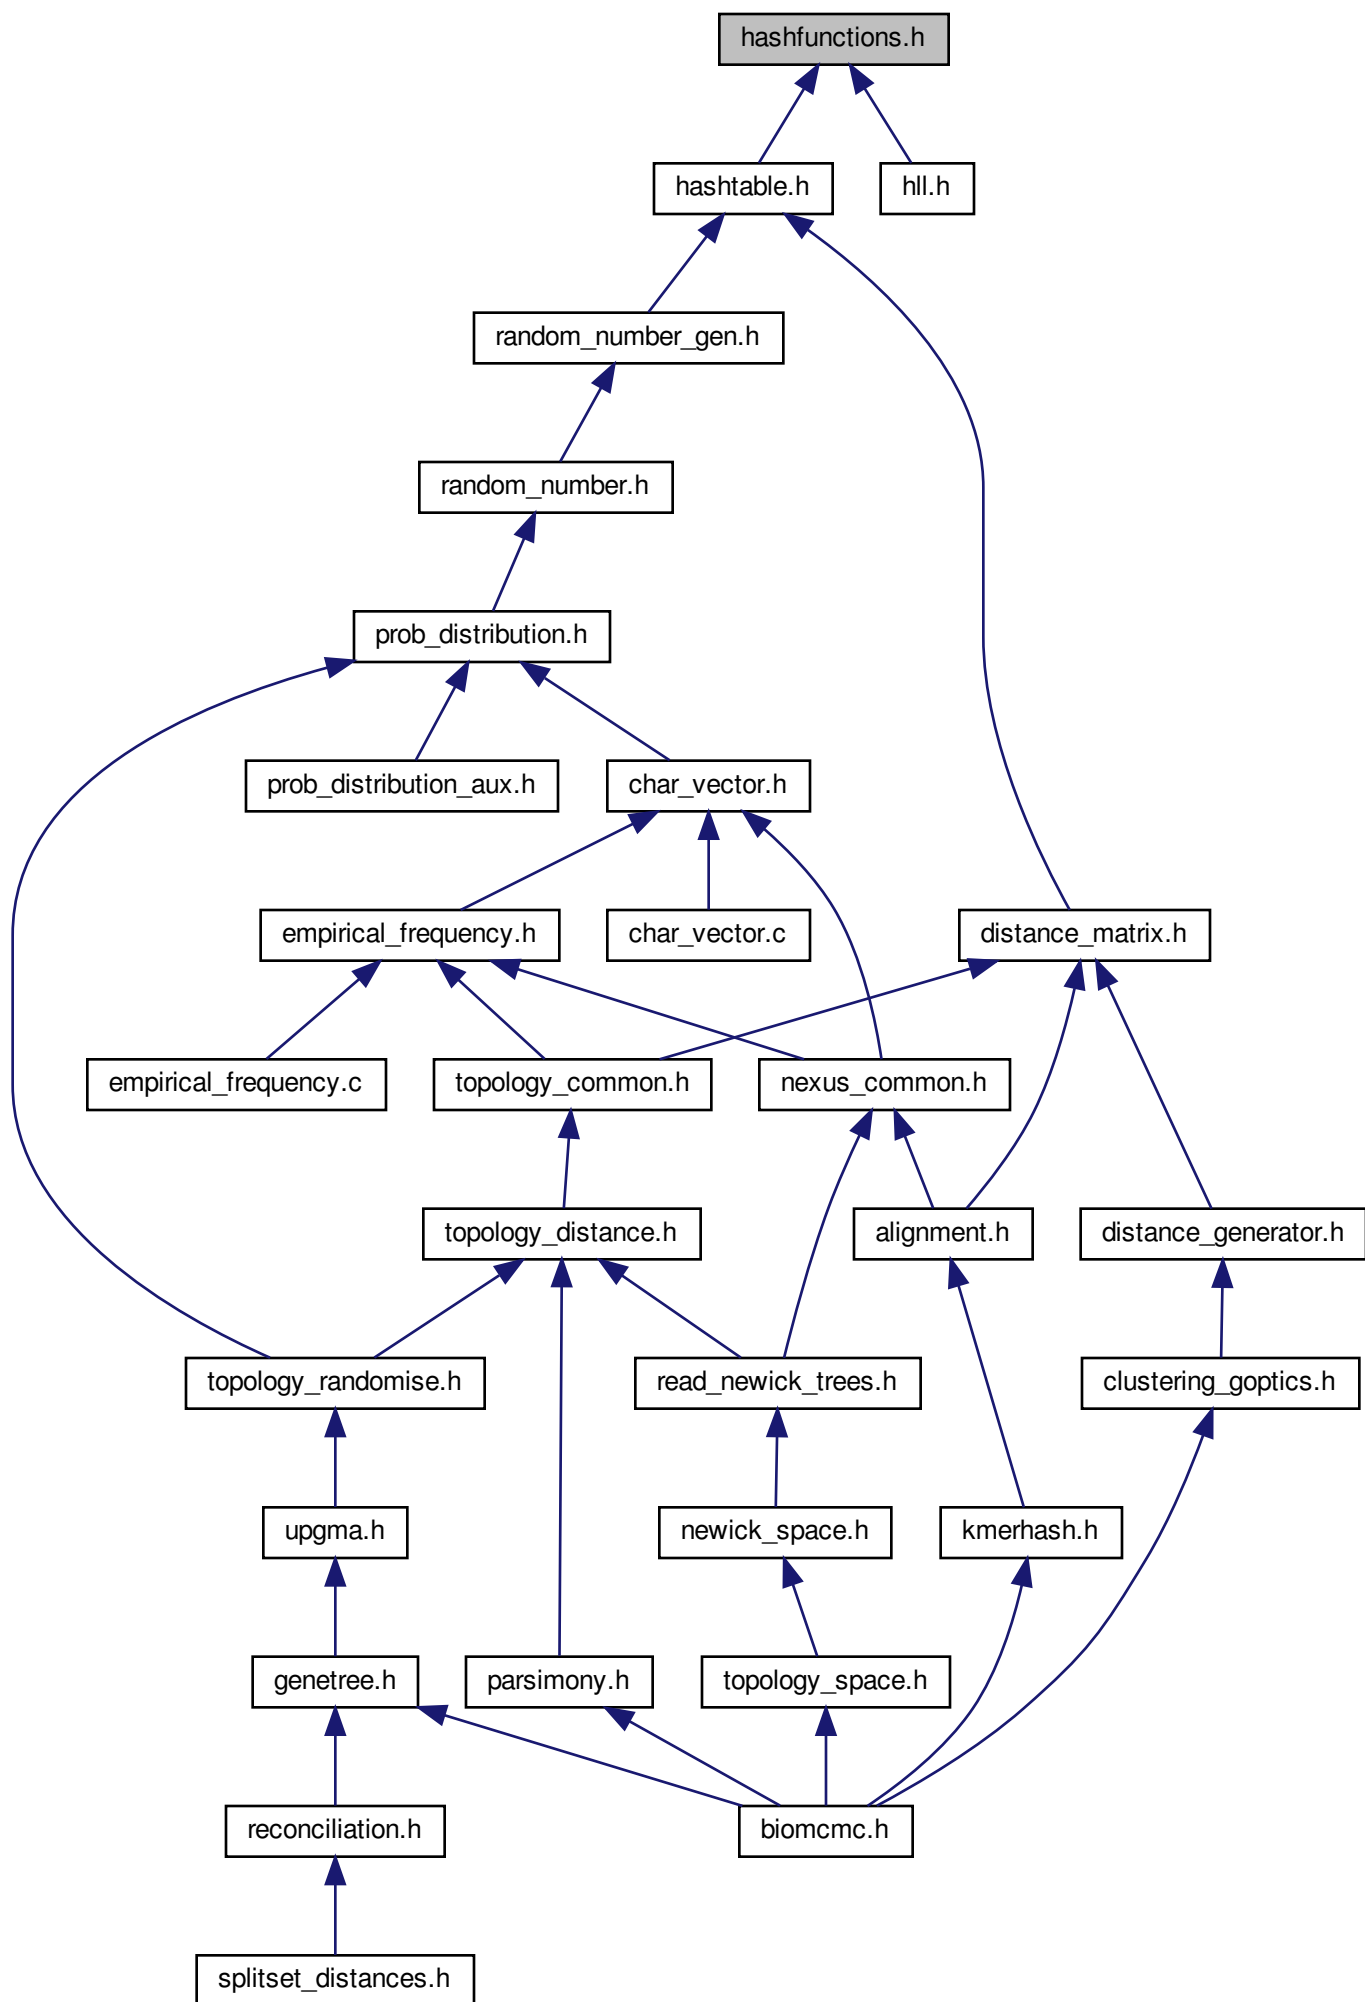 hashfunctions.h
hashtable.h
hll.h
random_number_gen.h
random_number.h
prob_distribution.h
prob_distribution_aux.h
char_vector.h
empirical_frequency.h
char_vector.c
distance_matrix.h
empirical_frequency.c
topology_common.h
nexus_common.h
topology_distance.h
alignment.h
distance_generator.h
topology_randomise.h
read_newick_trees.h
clustering_goptics.h
upgma.h
newick_space.h
kmerhash.h
genetree.h
parsimony.h
topology_space.h
reconciliation.h
biomcmc.h
splitset_distances.h